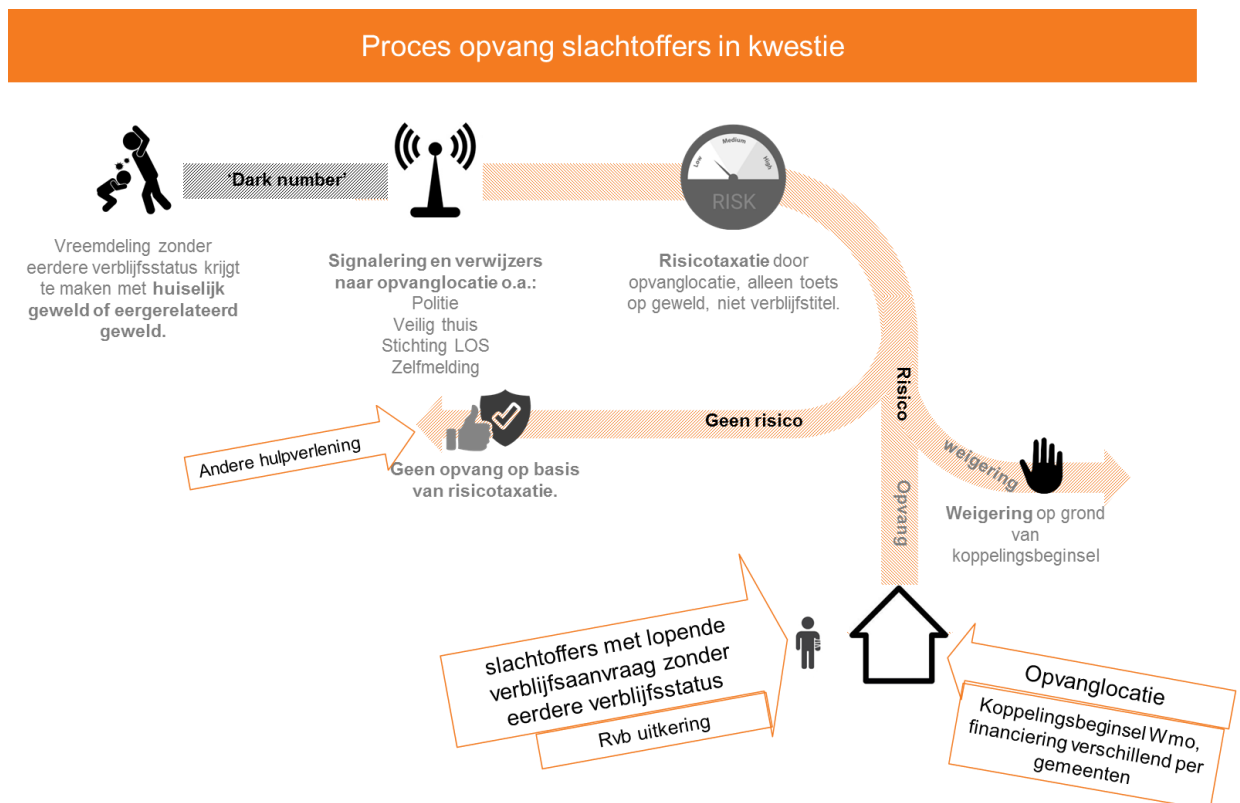 Proces opvang slachtoffers in kwestie
'Dark number'
Low
Medium
High
RISK
Vreemdeling zonder
eerdere verblijfsstatus krijgt
te maken met huiselijk
geweld of eergerelateerd
geweld.
Signalering en verwijzers
naar opvanglocatie o.a.:
Politie
Veilig thuis
Stichting LOS
Zelfmelding
Risicotaxatie door
opvanglocatie, alleen toets
op geweld, niet verblijfstitel.
Risico
Geen risico
Andere hulpverlening
Geen opvang op basis
van risicotaxatie.
weigering
Opvang
Weigering op grond
van
koppelingsbeginsel
slachtoffers met lopende
verblijfsaanvraag zonder
eerdere verblijfsstatus
Rvb uitkering
Opvanglocatie
Koppelingsbeginsel Wmo,
financiering verschillend per
gemeenten